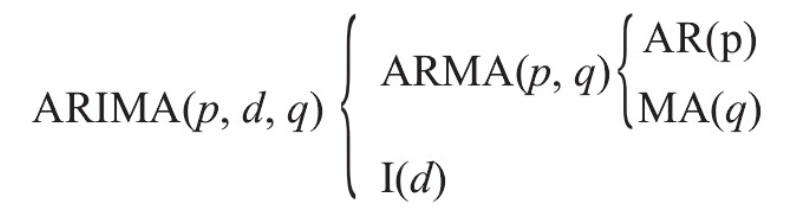 ARIMA(p, d, q)
ARMA(p, q)
AR(p)
MA(q)
I(d)